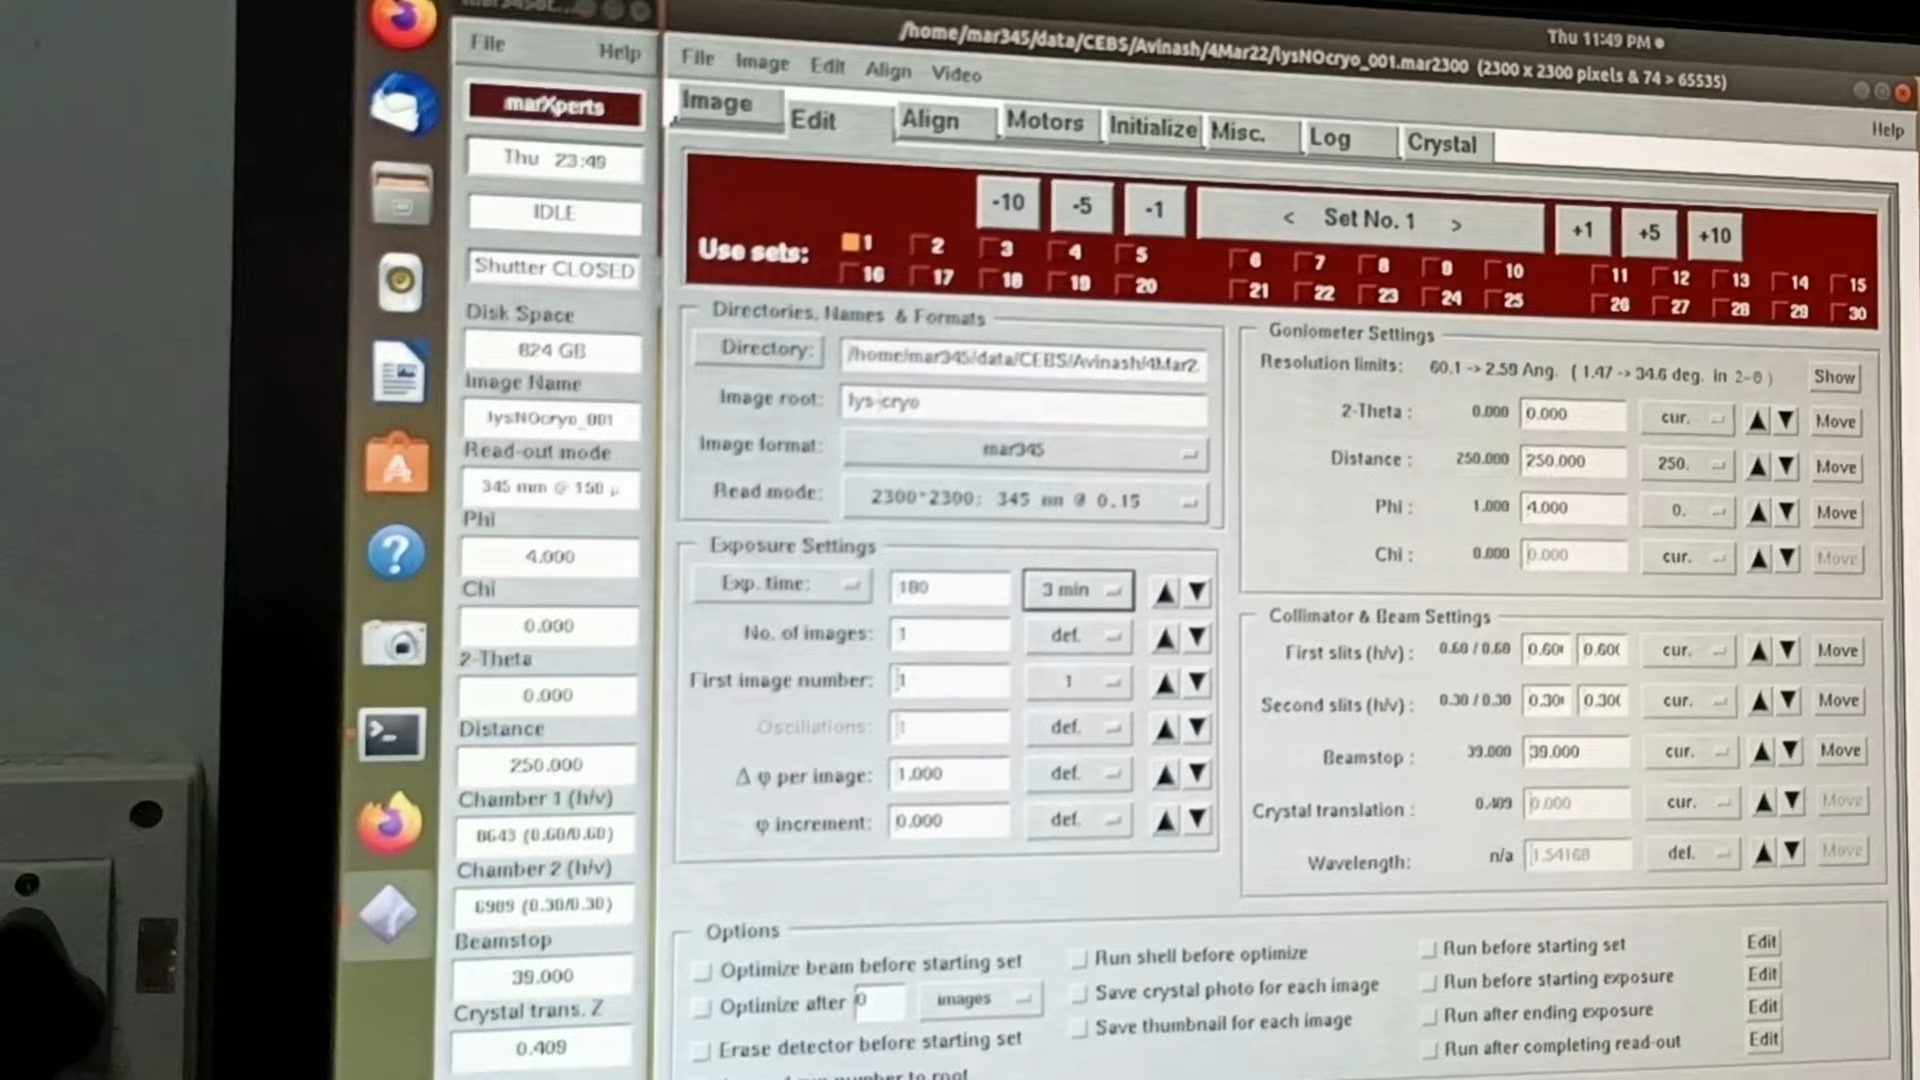 Thu 11:49 PM
/home/mar345/data/CEBS/Avinash/4Mar22/lysNOcryo_001.mar2300 (2300 x 2300 pixels & 74 > 65535)
File Help
marXperts
Thu 23:49
IDLE
Shutter CLOSED
Disk Space
824 GB
Image Name
lysNOcryo_001
Read-out mode
345 mm @ 150 µ
Phi
4.000
Chi
0.000
2-Theta
0.000
Distance
250.000
Chamber 1 (h/v)
8643 (0.60/0.60)
Chamber 2 (h/v)
6989 (0.30/0.30)
Beamstop
39.000
Crystal trans. Z
0.409
File Image Edit Align Video Help
Image Edit Align Motors Initialize Misc. Log Crystal
-10 -5 -1 < Set No. 1 > +1 +5 +10
Use sets: 1 2 3 4 5 6 7 8 9 10 11 12 13 14 15
16 17 18 19 20 21 22 23 24 25 26 27 28 29 30
Directories, Names & Formats
Directory: /home/mar345/data/CEBS/Avinash/4Mar2
Image root: lys-cryo
Image format: mar345
Read mode: 2300*2300: 345 mm @ 0.15
Exposure Settings
Exp. time: 180 3 min
No. of images: 1 def.
First image number: 1 1
Oscillations: 1 def.
Δ φ per image: 1.000 def.
φ increment: 0.000 def.
Goniometer Settings
Resolution limits: 60.1 -> 2.59 Ang. ( 1.47 -> 34.6 deg. in 2-θ ) Show
2-Theta : 0.000 0.000 cur. Move
Distance : 250.000 250.000 250. Move
Phi : 1.000 4.000 0. Move
Chi : 0.000 0.000 cur. Move
Collimator & Beam Settings
First slits (h/v) : 0.60 / 0.60 0.60 0.60 cur. Move
Second slits (h/v) : 0.30 / 0.30 0.30 0.30 cur. Move
Beamstop : 39.000 39.000 cur. Move
Crystal translation : 0.409 0.000 cur. Move
Wavelength: n/a 1.54168 def. Move
Options
Optimize beam before starting set
Optimize after 0 images
Erase detector before starting set
number to root
Run shell before optimize
Save crystal photo for each image
Save thumbnail for each image
Run before starting set Edit
Run before starting exposure Edit
Run after ending exposure Edit
Run after completing read-out Edit